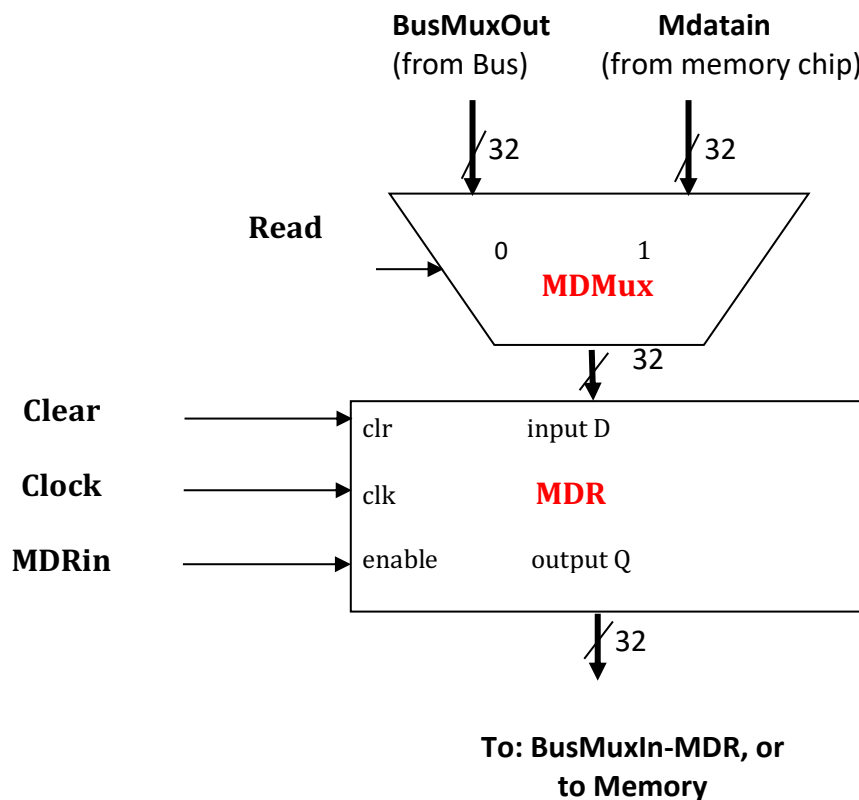 BusMuxOut
(from Bus)
Mdatain
(from memory chip)
32
32
Read
0
1
MDMux
32
Clear
clr
input D
Clock
clk
MDR
MDRin
enable
output Q
32
To: BusMuxIn-MDR, or
to Memory